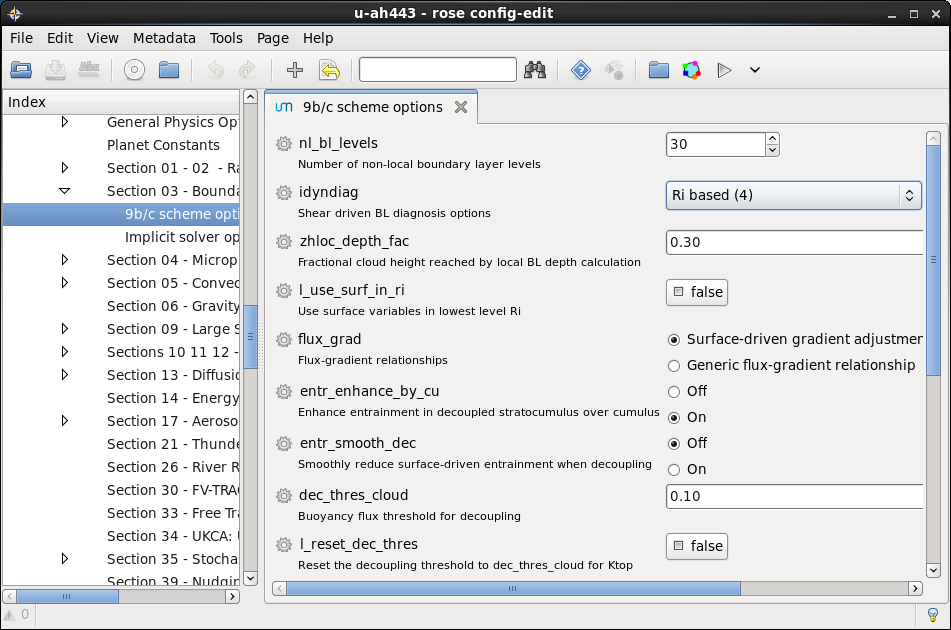 u-ah443 - rose config-edit
File Edit View Metadata Tools Page Help
Abc
Index
General Physics Op
Planet Constants
Section 01 - 02 - Ra
Section 03 - Bounda
9b/c scheme opti
Implicit solver op
Section 04 - Microp
Section 05 - Convec
Section 06 - Gravity
Section 09 - Large S
Sections 10 11 12 -
Section 13 - Diffusio
Section 14 - Energy
Section 17 - Aeroso
Section 21 - Thunde
Section 26 - River R
Section 30 - FV-TRA
Section 33 - Free Tra
Section 34 - UKCA: U
Section 35 - Stocha
Section 39 - Nudgin
0
um 9b/c scheme options
nl_bl_levels 30
Number of non-local boundary layer levels
idyndiag Ri based (4)
Shear driven BL diagnosis options
zhloc_depth_fac 0.30
Fractional cloud height reached by local BL depth calculation
l_use_surf_in_ri false
Use surface variables in lowest level Ri
flux_grad Surface-driven gradient adjustmer
Flux-gradient relationships Generic flux-gradient relationship
entr_enhance_by_cu Off
Enhance entrainment in decoupled stratocumulus over cumulus On
entr_smooth_dec Off
Smoothly reduce surface-driven entrainment when decoupling On
dec_thres_cloud 0.10
Buoyancy flux threshold for decoupling
l_reset_dec_thres false
Reset the decoupling threshold to dec_thres_cloud for Ktop